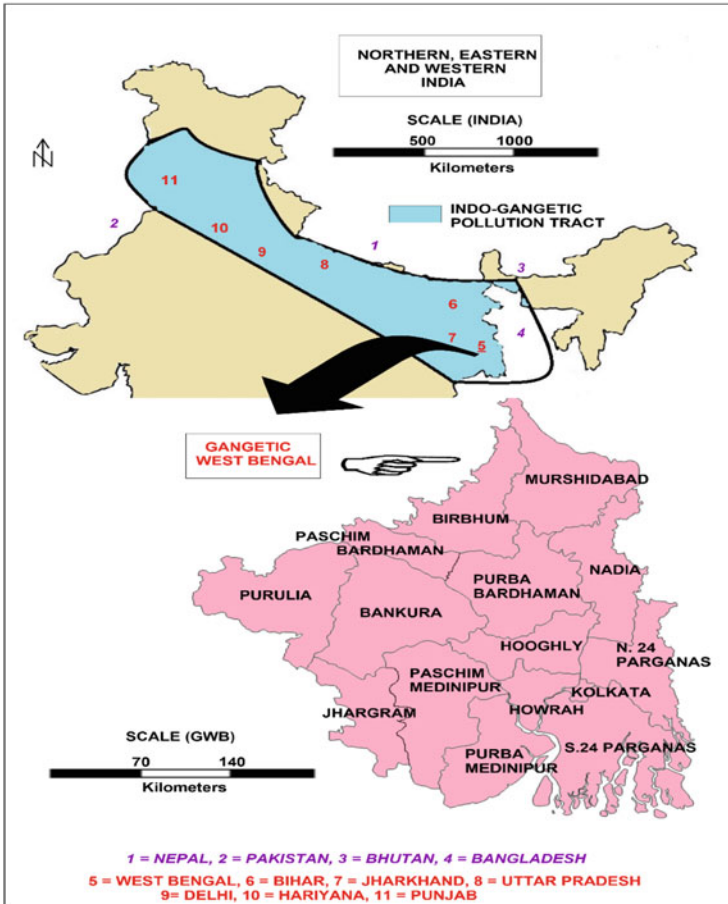 NORTHERN, EASTERN
AND WESTERN
INDIA
SCALE (INDIA)
500 1000
Kilometers
N
INDO-GANGETIC
POLLUTION TRACT
11
2
10
9
8
1
3
6
4
7
5
GANGETIC
WEST BENGAL
MURSHIDABAD
BIRBHUM
PASCHIM
BARDHAMAN
NADIA
PURBA
BARDHAMAN
PURULIA
BANKURA
HOOGHLY
N. 24
PARGANAS
PASCHIM
MEDINIPUR
KOLKATA
JHARGRAM
HOWRAH
SCALE (GWB)
S.24 PARGANAS
PURBA
MEDINIPUR
70 140
Kilometers
1 = NEPAL, 2 = PAKISTAN, 3 = BHUTAN, 4 = BANGLADESH
5 = WEST BENGAL, 6 = BIHAR, 7 = JHARKHAND, 8 = UTTAR PRADESH
9= DELHI, 10 = HARIYANA, 11 = PUNJAB